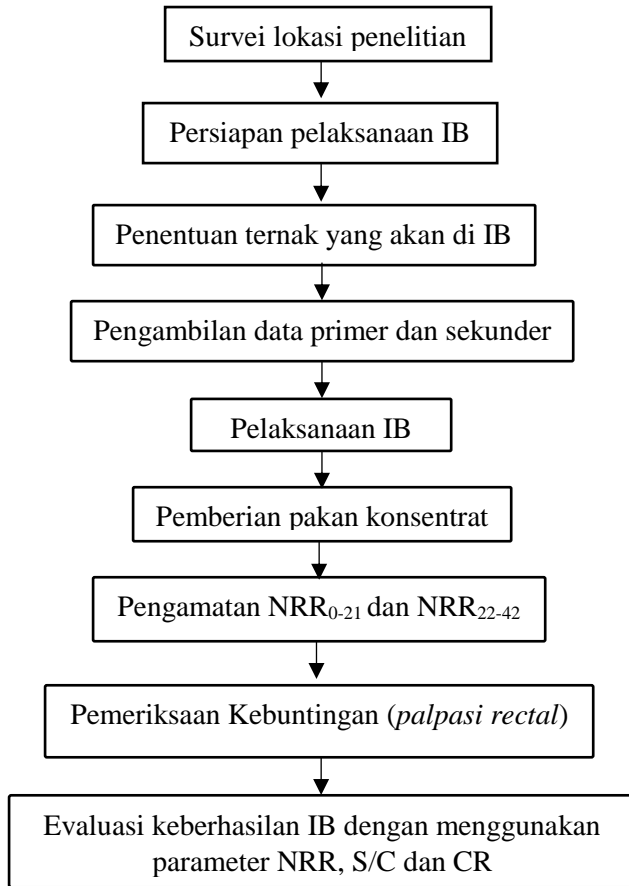 Survei lokasi penelitian
Persiapan pelaksanaan IB
Penentuan ternak yang akan di IB
Pengambilan data primer dan sekunder
Pelaksanaan IB
Pemberian pakan konsentrat
Pengamatan NRR₀₋₂₁ dan NRR₂₂₋₄₂
Pemeriksaan Kebuntingan (palpasi rectal)
Evaluasi keberhasilan IB dengan menggunakan
parameter NRR, S/C dan CR